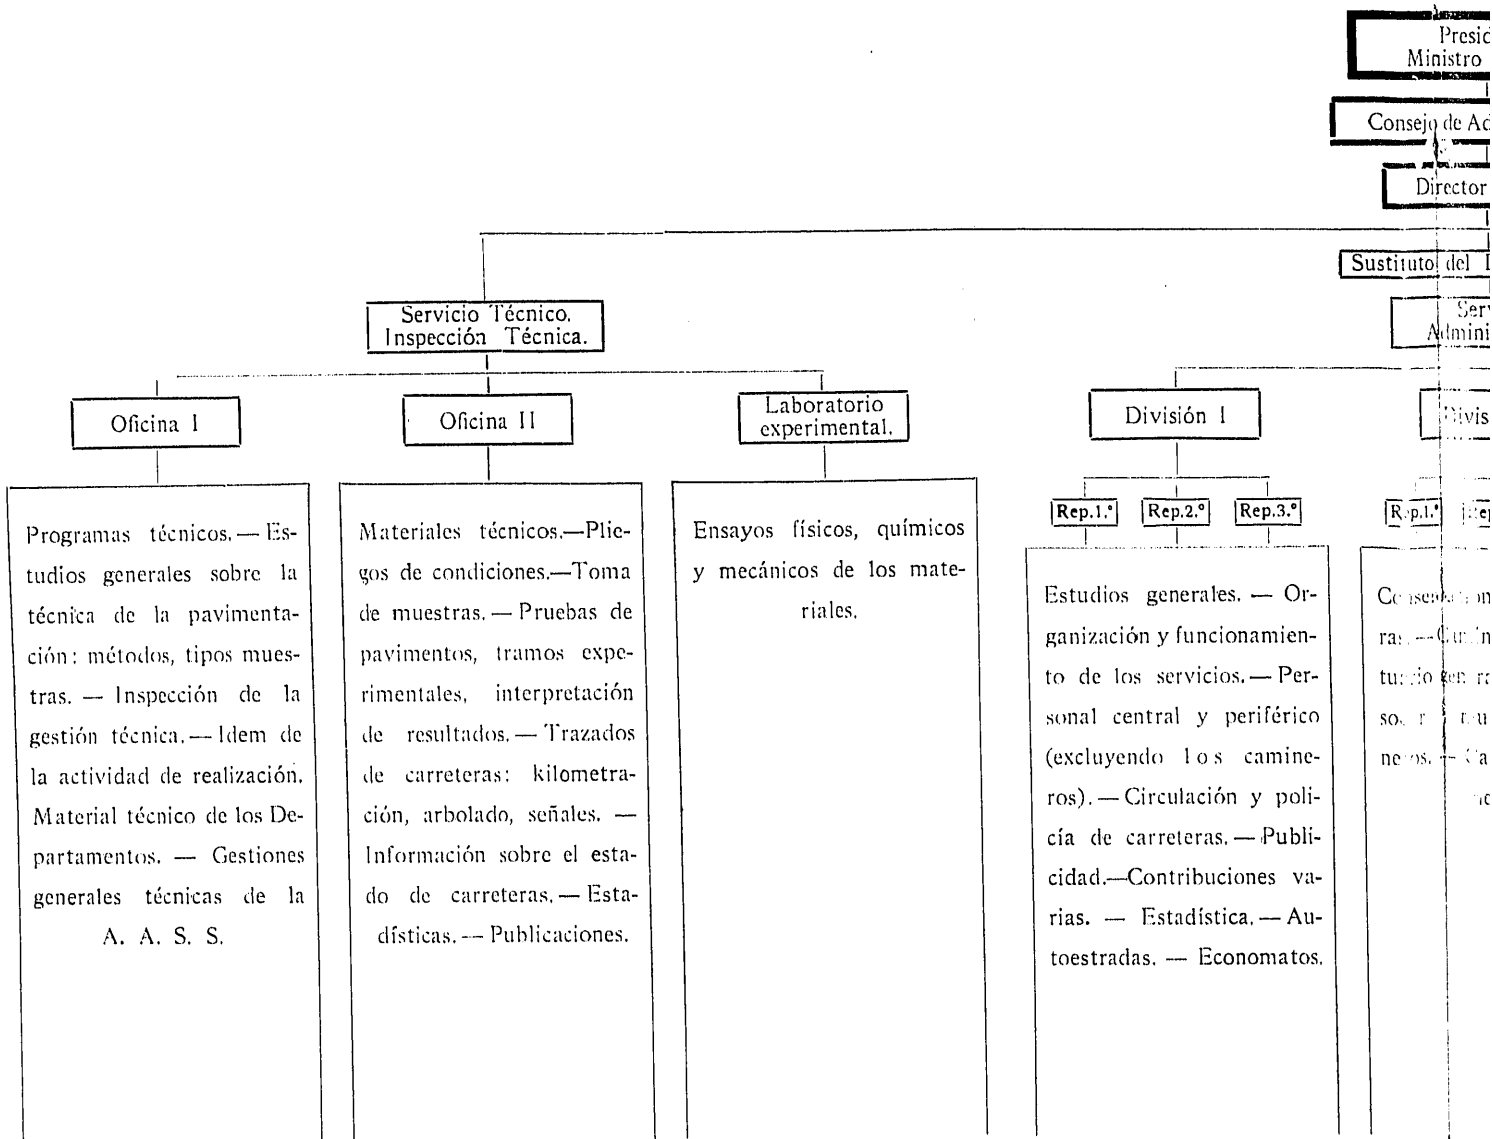 Ministro
Consejo de
Director
Sustituto del
Servicio Técnico.
Inspección Técnica.
Oficina I
Oficina II
Laboratorio
experimental.
División I
Rep.1.º
Rep.2.º
Rep.3.º
Programas técnicos. — Es-
tudios generales sobre la
técnica de la pavimenta-
ción: métodos, tipos mues-
tras. — Inspección de la
gestión técnica. — Idem de
la actividad de realización.
Material técnico de los De-
partamentos. — Gestiones
generales técnicas de la
A. A. S. S.
Materiales técnicos.—Plie-
gos de condiciones.—Toma
de muestras. — Pruebas de
pavimentos, tramos expe-
rimentales, interpretación
de resultados. — Trazados
de carreteras: kilometra-
ción, arbolado, señales. —
Información sobre el esta-
do de carreteras. — Esta-
dísticas. — Publicaciones.
Ensayos físicos, químicos
y mecánicos de los mate-
riales.
Estudios generales. — Or-
ganización y funcionamien-
to de los servicios. — Per-
sonal central y periférico
(excluyendo los camine-
ros). — Circulación y poli-
cía de carreteras. — Publi-
cidad.—Contribuciones va-
rias. — Estadística. — Au-
toestradas. — Economatos.